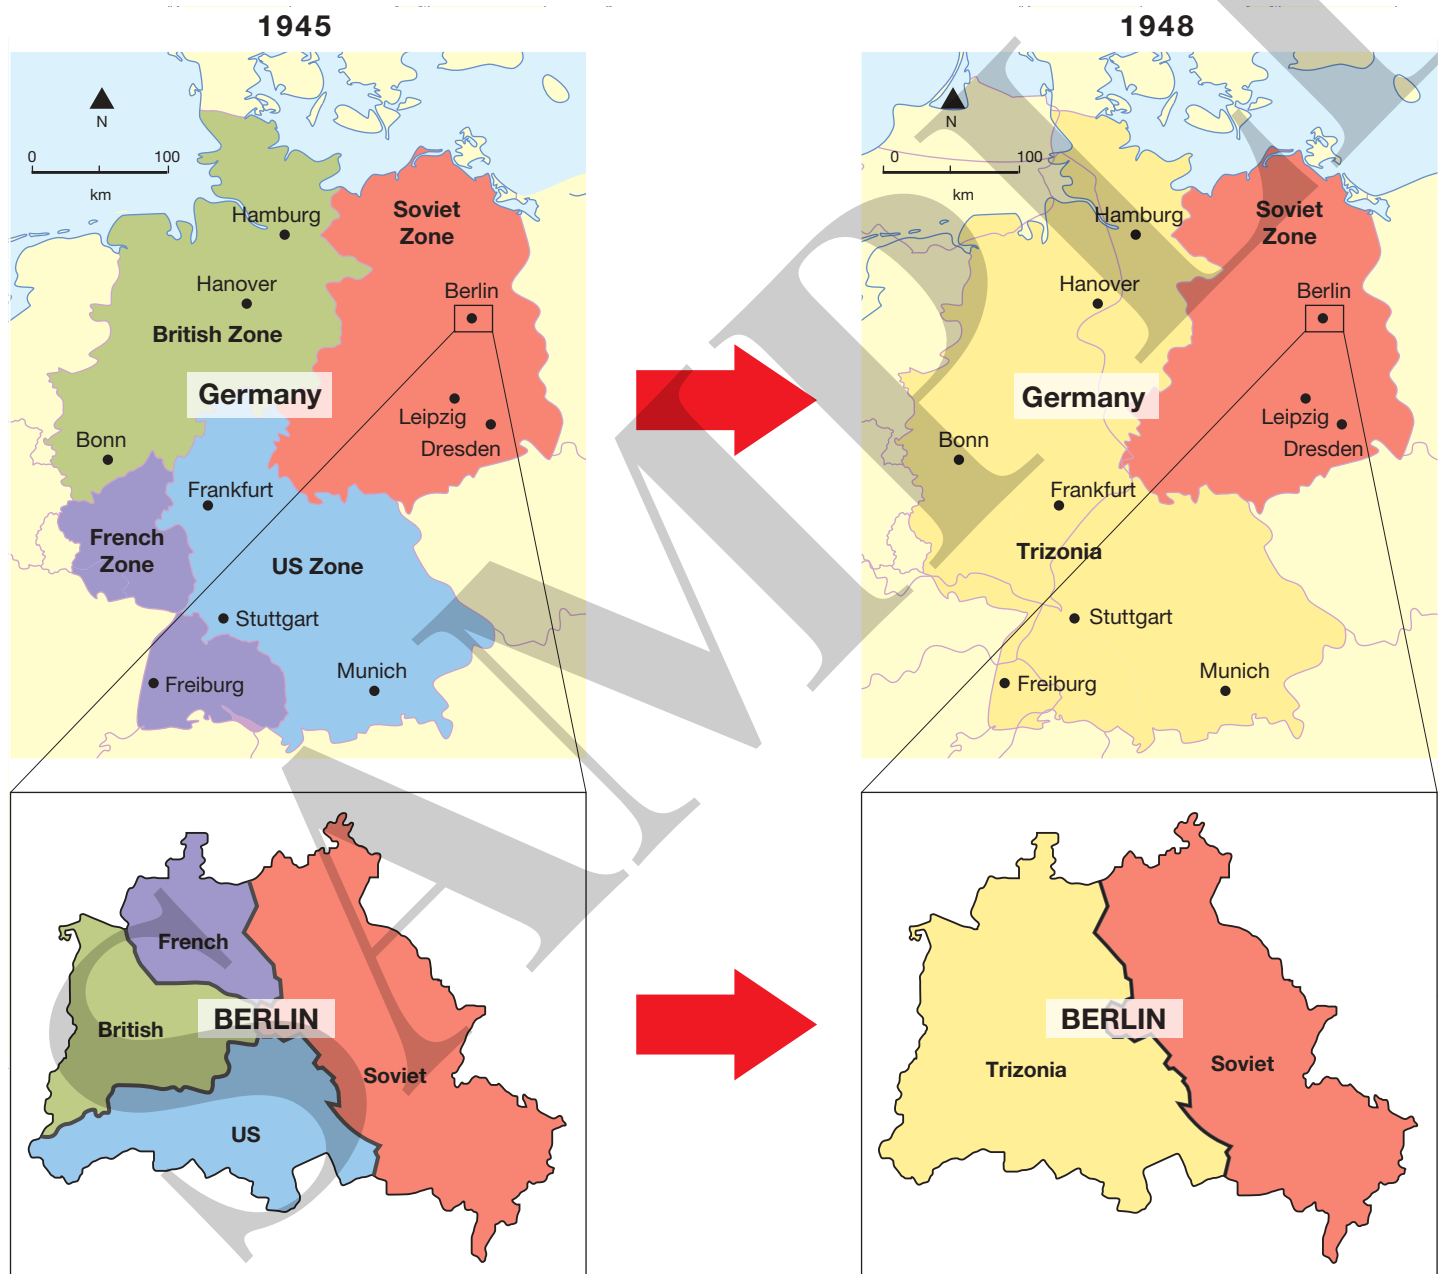 1945
N
0 100
km
Hamburg
Soviet
Zone
Hanover
Berlin
British Zone
Germany
Leipzig
Bonn
Dresden
Frankfurt
French
Zone
US Zone
Stuttgart
Munich
Freiburg
French
British
BERLIN
Soviet
US
1948
N
0 100
km
Hamburg
Soviet
Zone
Hanover
Berlin
Germany
Leipzig
Bonn
Dresden
Frankfurt
Trizonia
Stuttgart
Munich
Freiburg
BERLIN
Trizonia
Soviet